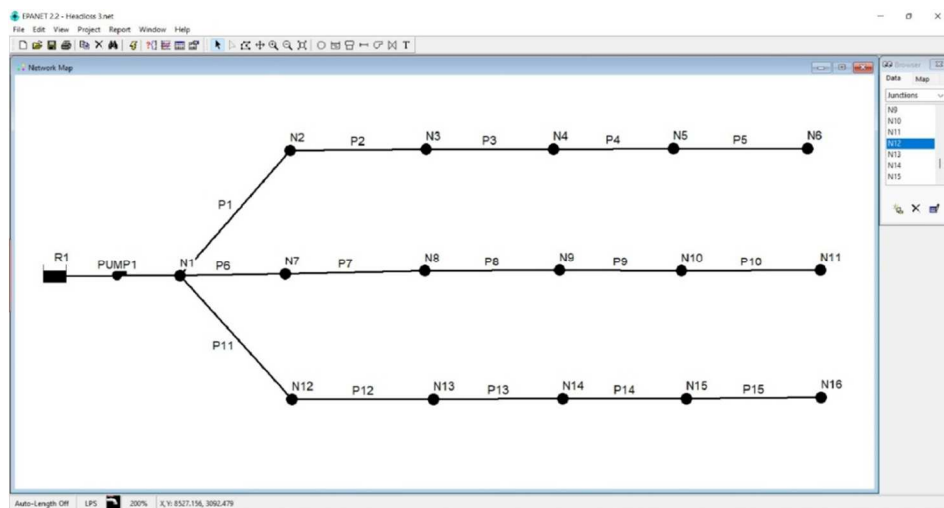 EPANET 2.2 - Headloss 3.net
File Edit View Project Report Window Help
T
Network Map
Browser
Data Map
Junctions
N9
N10
N11
N12
N13
N14
N15
N2 P2 N3 P3 N4 P4 N5 P5 N6
P1
R1 PUMP1 N1 P6 N7 P7 N8 P8 N9 P9 N10 P10 N11
P11
N12 P12 N13 P13 N14 P14 N15 P15 N16
Auto-Length Off LPS 200% X,Y: 8527.156, 3092.479